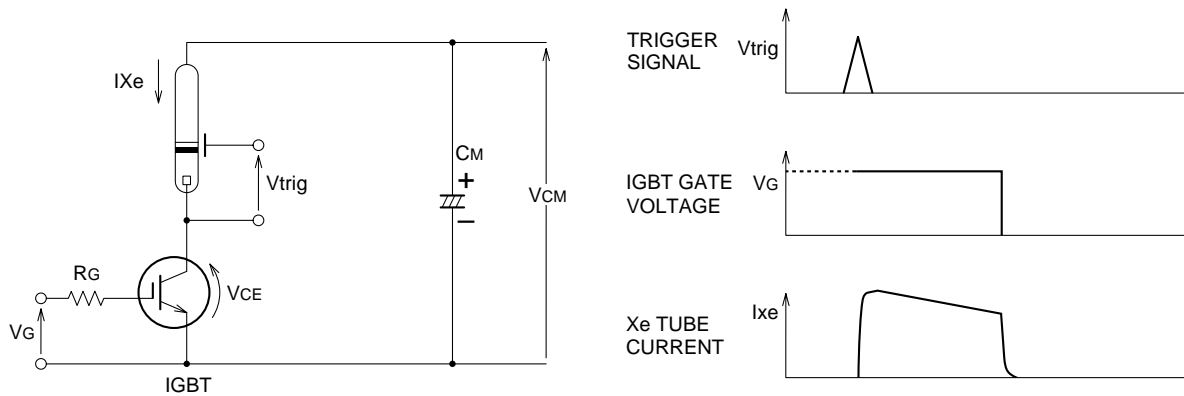 IXe
Vtrig
CM
+
−
VCM
RG
VCE
VG
IGBT
TRIGGER
SIGNAL
Vtrig
IGBT GATE
VOLTAGE
VG
Xe TUBE
CURRENT
Ixe